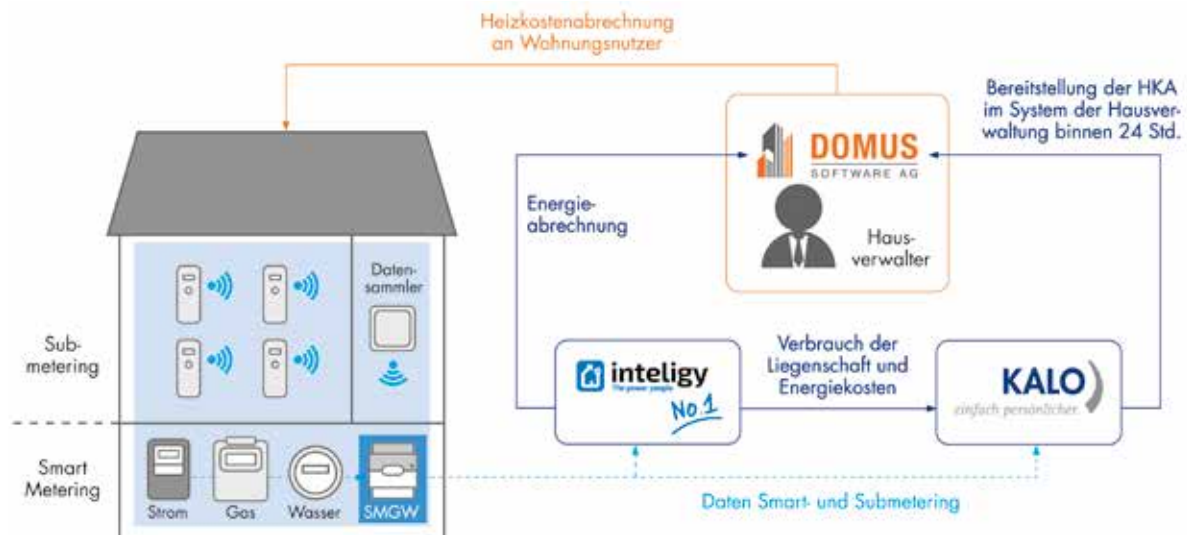 Heizkostenabrechnung
an Wohnungsnutzer
Bereitstellung der HKA
im System der Hausver-
waltung binnen 24 Std.
DOMUS
SOFTWARE AG
Energie-
abrechnung
Haus-
verwalter
Daten-
sammler
Sub-
metering
inteligy
The power people.
No.1
Verbrauch der
Liegenschaft und
Energiekosten
KALO
einfach persönlicher.
Smart
Metering
Strom
Gas
Wasser
SMGW
Daten Smart- und Submetering